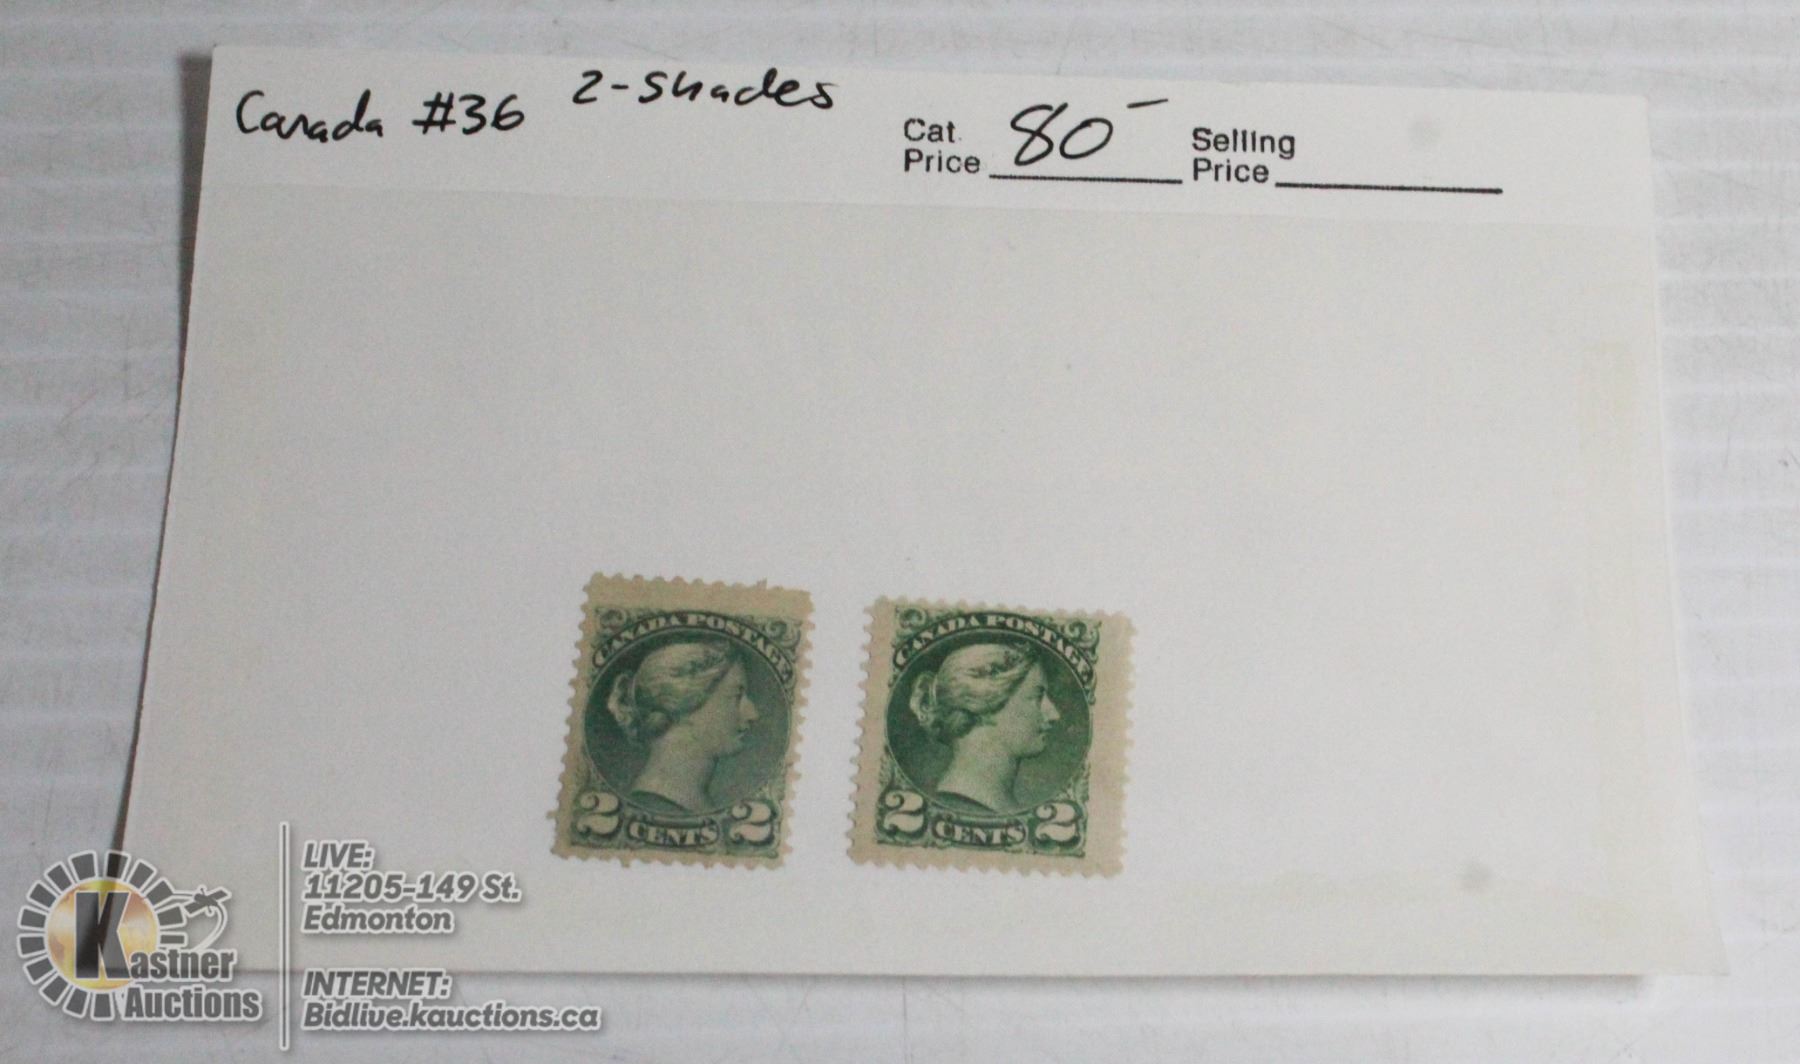 Canada #36 2-Shades
Cat. Price 80- Selling Price
CANADA POSTAGE
2 CENTS 2
CANADA POSTAGE
2 CENTS 2
Kastner Auctions
LIVE:
11205-149 St.
Edmonton
INTERNET:
Bidlive.kauctions.ca